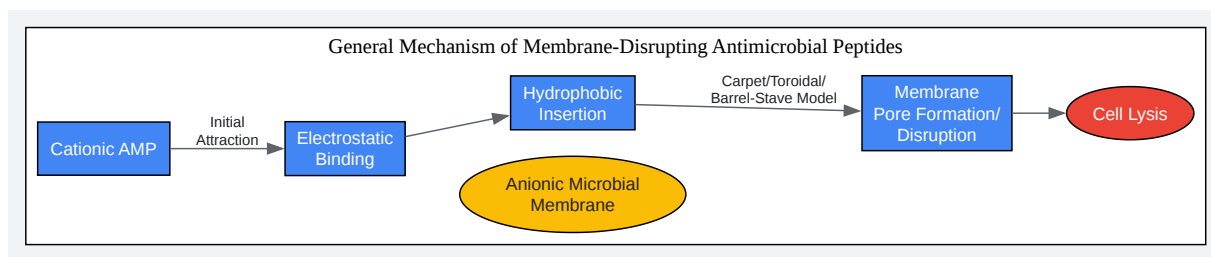 General Mechanism of Membrane-Disrupting Antimicrobial Peptides
Cationic AMP
Initial
Attraction
Electrostatic
Binding
Hydrophobic
Insertion
Anionic Microbial
Membrane
Carpet/Toroidal/
Barrel-Stave Model
Membrane
Pore Formation/
Disruption
Cell Lysis